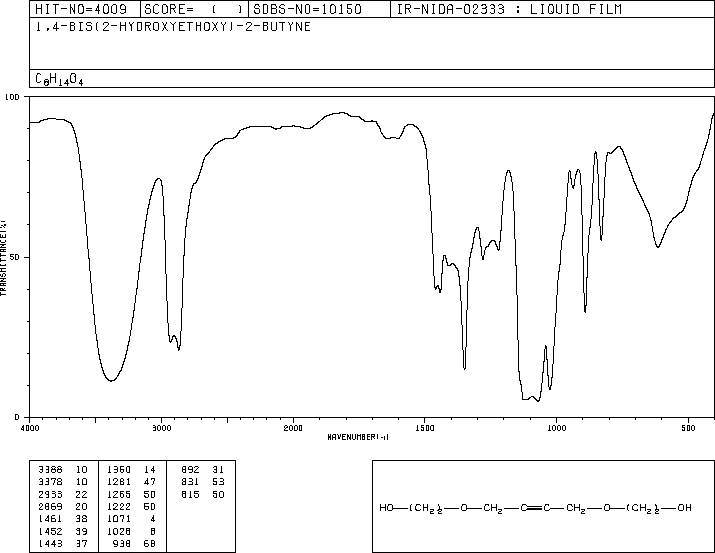 HIT-NO=4009 SCORE= ( ) SDBS-NO=10150 IR-NIDA-02333 : LIQUID FILM
1,4-BIS(2-HYDROXYETHOXY)-2-BUTYNE
C8H14O4
100
50
0
TRANSMITTANCE(%)
4000 3000 2000 1500 1000 500
WAVENUMBER(-1)
3388 10 1360 14 892 31
3378 10 1281 47 831 53
2933 22 1265 50 815 50
2869 20 1222 50
1461 38 1071 4
1452 39 1028 8
1443 37 938 68
HO—(CH2)2—O—CH2—C≡C—CH2—O—(CH2)2—OH